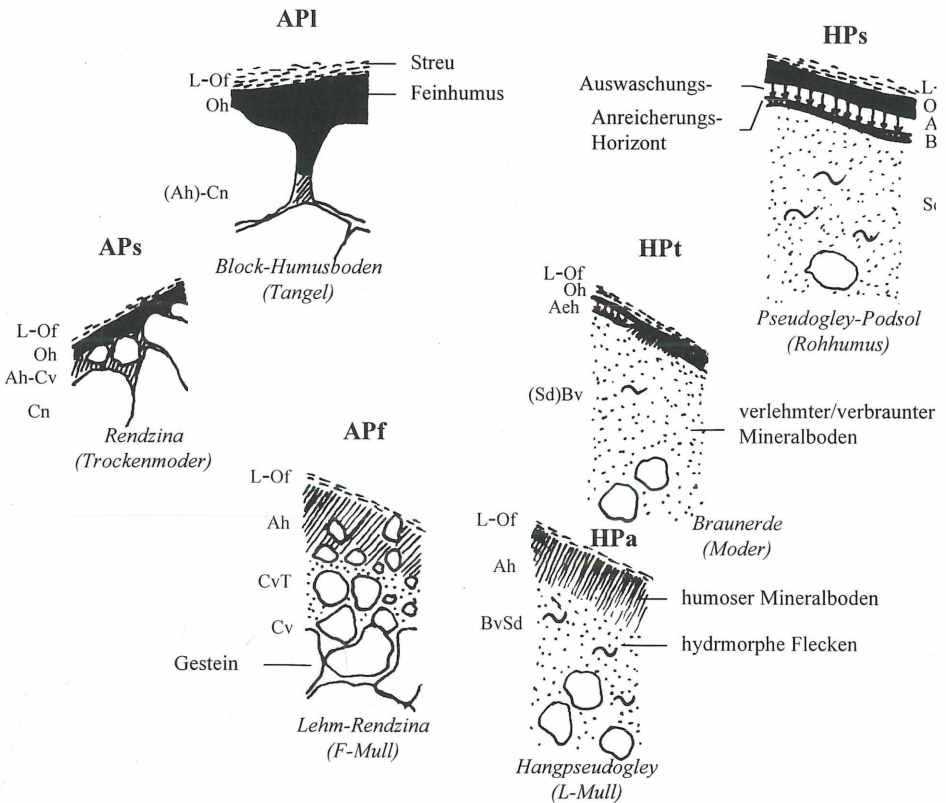 APl
L-Of
Oh
(Ah)-Cn
Streu
Feinhumus
Block-Humusboden
(Tangel)
HPs
Auswaschungs-
Anreicherungs-
Horizont
L-
O
A
B
Pseudogley-Podsol
(Rohhumus)
APs
L-Of
Oh
Ah-Cv
Cn
Rendzina
(Trockenmoder)
HPt
L-Of
Oh
Aeh
(Sd)Bv
verlehmter/verbraunter
Mineralboden
Braunerde
(Moder)
APf
L-Of
Ah
CvT
Cv
Gestein
Lehm-Rendzina
(F-Mull)
HPa
L-Of
Ah
BvSd
humoser Mineralboden
hydrmorphe Flecken
Hangpseudogley
(L-Mull)